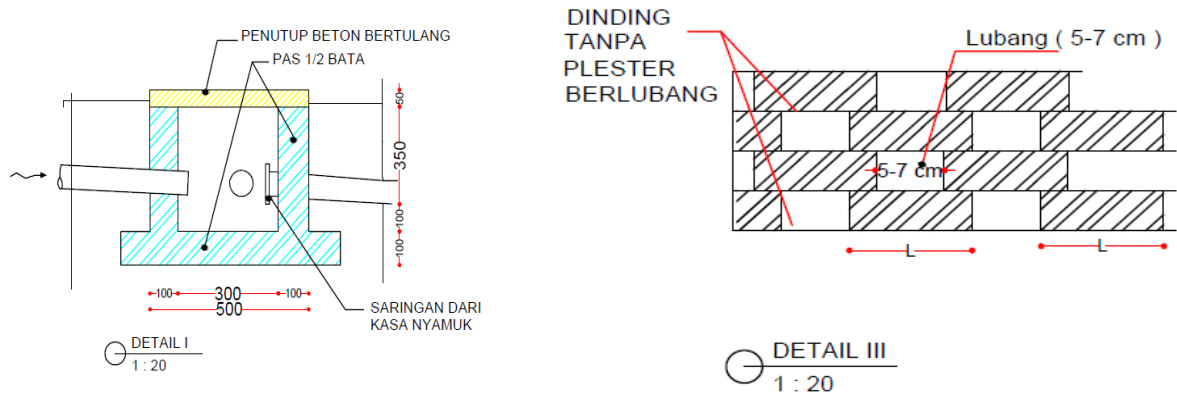 PENUTUP BETON BERTULANG
PAS 1/2 BATA
50
350
100
100
100
300
100
500
SARINGAN DARI
KASA NYAMUK
DETAIL I
1 : 20
DINDING
TANPA
PLESTER
BERLUBANG
Lubang ( 5-7 cm )
5-7 cm
L
L
DETAIL III
1 : 20